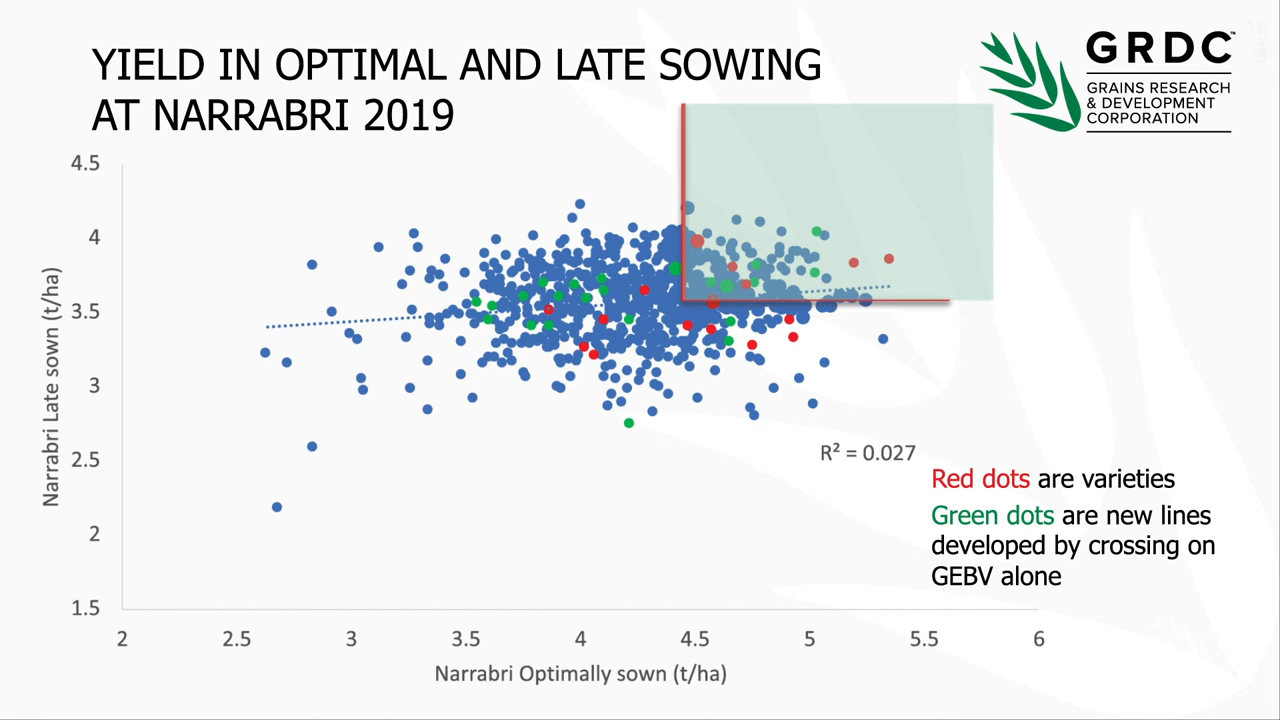 YIELD IN OPTIMAL AND LATE SOWING
AT NARRABRI 2019
GRDC™
GRAINS RESEARCH
& DEVELOPMENT
CORPORATION
4.5
4
3.5
3
2.5
2
1.5
Narrabri Late sown (t/ha)
R² = 0.027
Red dots are varieties
Green dots are new lines
developed by crossing on
GEBV alone
2 2.5 3 3.5 4 4.5 5 5.5 6
Narrabri Optimally sown (t/ha)